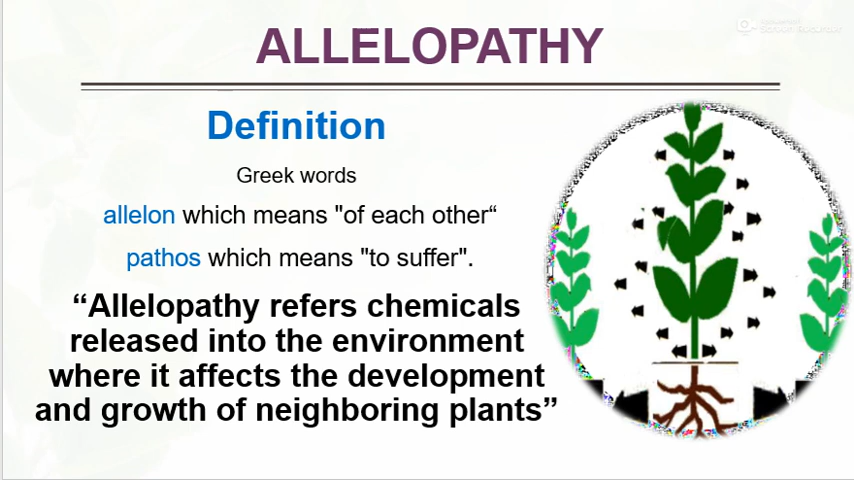 ALLELOPATHY
Definition
Greek words
allelon which means "of each other“
pathos which means "to suffer".
“Allelopathy refers chemicals
released into the environment
where it affects the development
and growth of neighboring plants”